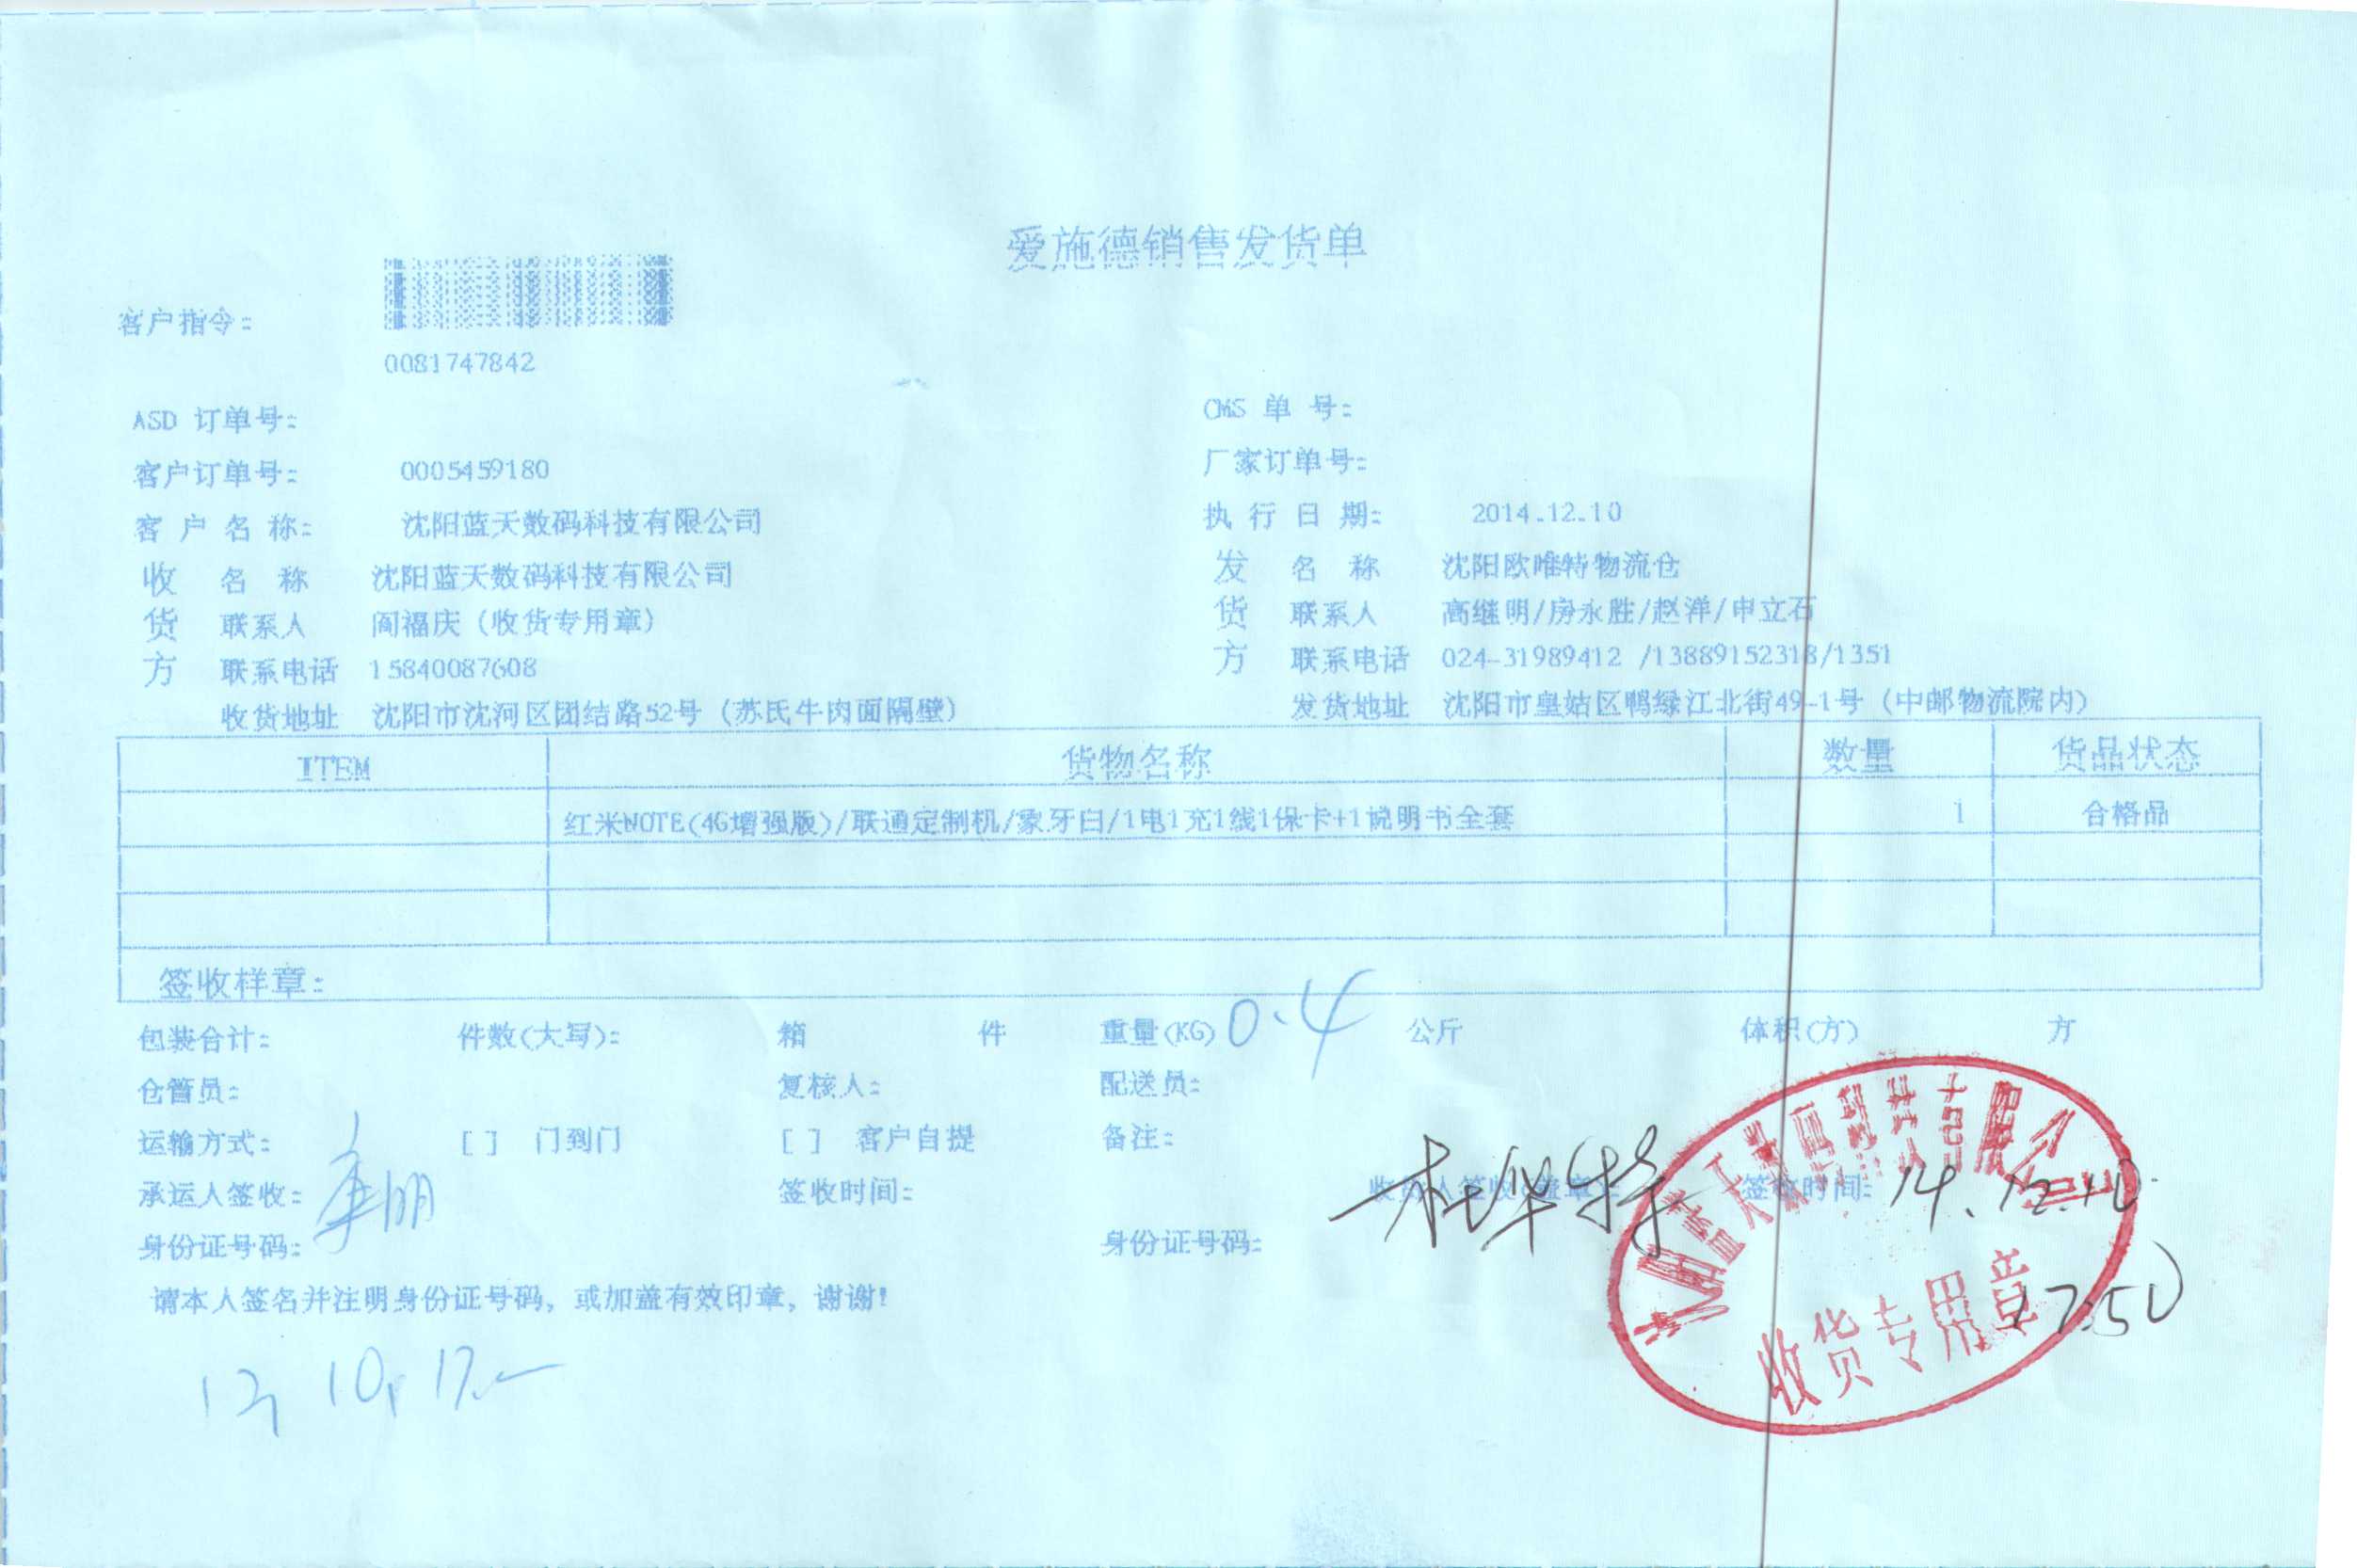 爱施德销售发货单
客户指令:
0081747842
ASD 订单号:
CMS 单 号:
客户订单号: 0005459180
厂家订单号:
客 户 名 称: 沈阳蓝天数码科技有限公司
执 行 日 期: 2014.12.10
收货方
名 称 沈阳蓝天数码科技有限公司
联系人 阎福庆(收货专用章)
联系电话 15840087608
收货地址 沈阳市沈河区团结路52号(苏氏牛肉面隔壁)
发货方
名 称 沈阳欧唯特物流仓
联系人 高继明/房永胜/赵洋/申立石
联系电话 024-31989412 /13889152318/1351
发货地址 沈阳市皇姑区鸭绿江北街49-1号(中邮物流院内)
ITEM 货物名称 数量 货品状态
红米NOTE(4G增强版)/联通定制机/象牙白/1电1充1线1保卡+1说明书全套 1 合格品
签收样章:
包装合计: 件数(大写): 箱 件 重量(KG) 0.4 公斤 体积(方) 方
仓管员: 复核人: 配送员:
运输方式: [ ] 门到门 [ ] 客户自提 备注:
承运人签收: 签收时间: 签收时间: 14.12.10
17:50
身份证号码: 身份证号码:
请本人签名并注明身份证号码, 或加盖有效印章, 谢谢!
沈阳蓝天数码科技有限公司
收货专用章